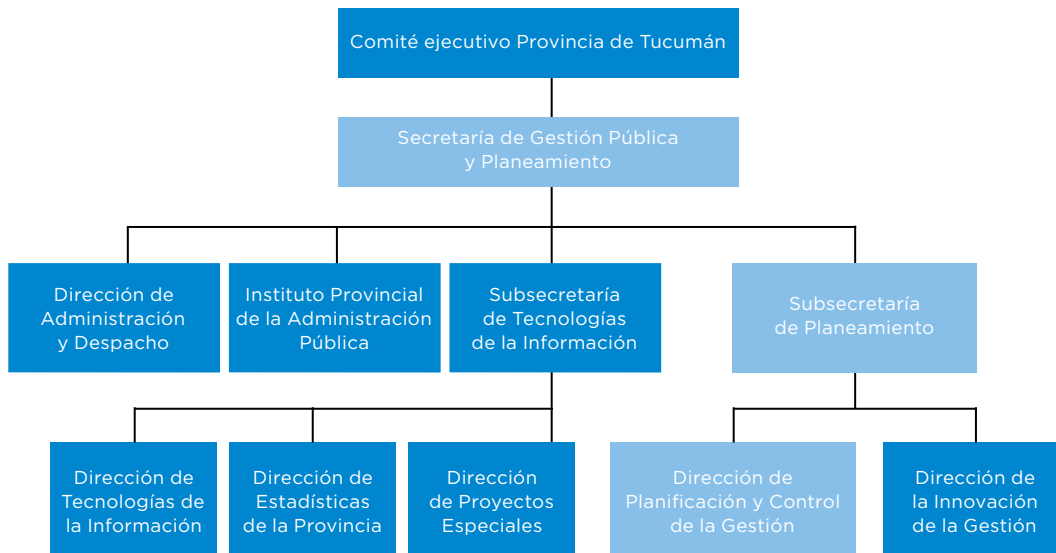 Comité ejecutivo Provincia de Tucumán
Secretaría de Gestión Pública
y Planeamiento
Dirección de
Administración
y Despacho
Instituto Provincial
de la Administración
Pública
Subsecretaría
de Tecnologías
de la Información
Subsecretaría
de Planeamiento
Dirección de
Tecnologías de
la Información
Dirección de
Estadísticas
de la Provincia
Dirección
de Proyectos
Especiales
Dirección de
Planificación y Control
de la Gestión
Dirección de
la Innovación
de la Gestión